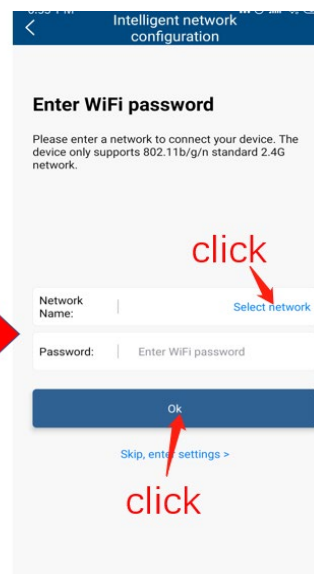 Intelligent network
configuration
Enter WiFi password
Please enter a network to connect your device. The
device only supports 802.11b/g/n standard 2.4G
network.
click
Network
Name:
Select network
Password:
Enter WiFi password
Ok
Skip, enter settings >
click